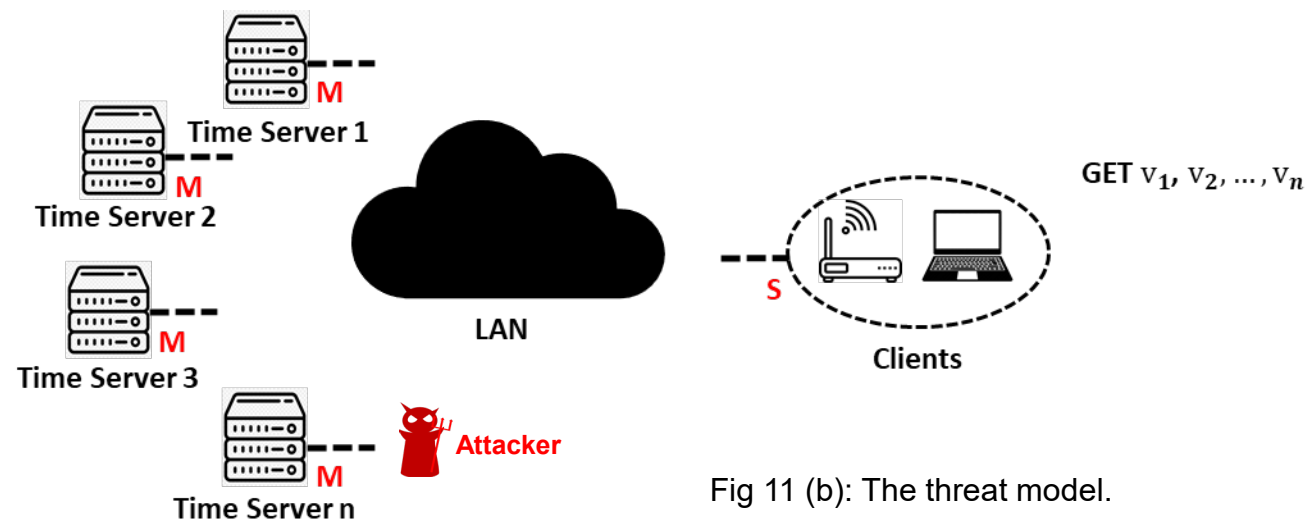 M
Time Server 1
M
Time Server 2
M
Time Server 3
M
Time Server n
Attacker
LAN
S
Clients
GET v₁, v₂, ..., vₙ
Fig 11 (b): The threat model.